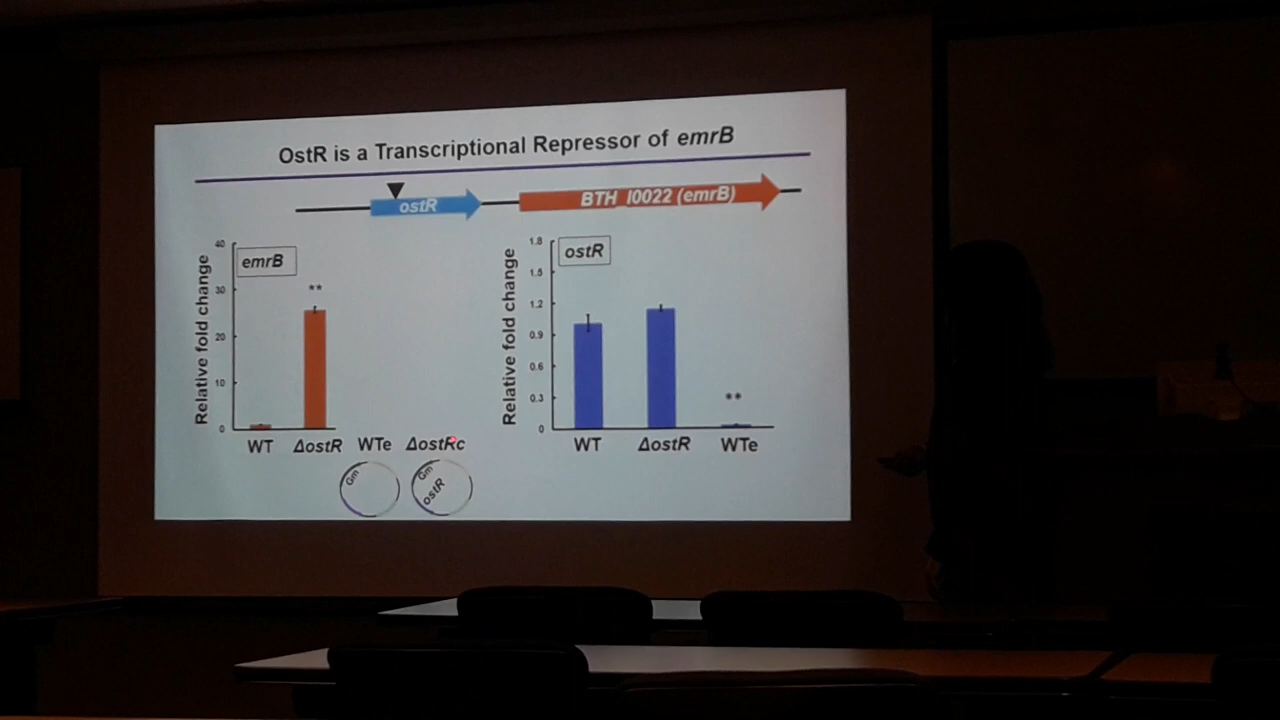 OstR is a Transcriptional Repressor of emrB
ostR
BTH_I0022 (emrB)
Relative fold change
40
30
20
10
0
emrB
**
WT
ΔostR
WTe
ΔostRc
Gm
Gm
ostR
Relative fold change
1.8
1.5
1.2
0.9
0.6
0.3
0
ostR
**
WT
ΔostR
WTe